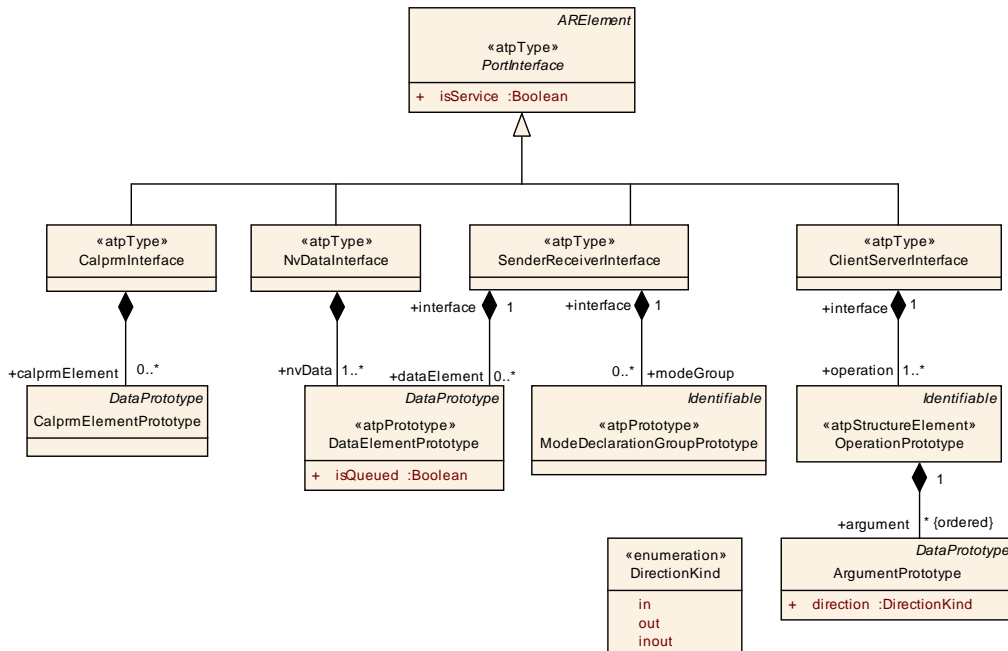 ARElement
«atpType»
PortInterface
+ isService :Boolean
«atpType»
CalprmInterface
«atpType»
NvDataInterface
«atpType»
SenderReceiverInterface
«atpType»
ClientServerInterface
+interface 1
+interface 1
+interface 1
+calprmElement 0..*
+nvData 1..*
+dataElement 0..*
0..* +modeGroup
+operation 1..*
DataPrototype
CalprmElementPrototype
DataPrototype
«atpPrototype»
DataElementPrototype
+ isQueued :Boolean
Identifiable
«atpPrototype»
ModeDeclarationGroupPrototype
Identifiable
«atpStructureElement»
OperationPrototype
1
+argument * {ordered}
«enumeration»
DirectionKind
in
out
inout
DataPrototype
ArgumentPrototype
+ direction :DirectionKind